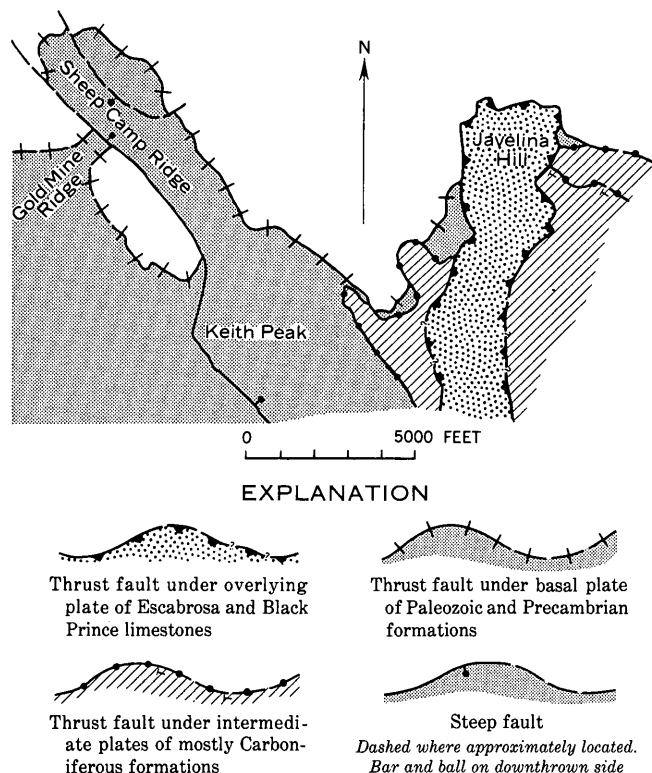 N
Sheep Camp Ridge
Gold Mine
Ridge
Javelina
Hill
Keith Peak
0 5000 FEET
EXPLANATION
Thrust fault under overlying
plate of Escabrosa and Black
Prince limestones
Thrust fault under basal plate
of Paleozoic and Precambrian
formations
Thrust fault under intermedi-
ate plates of mostly Carbon-
iferous formations
Steep fault
Dashed where approximately located.
Bar and ball on downthrown side